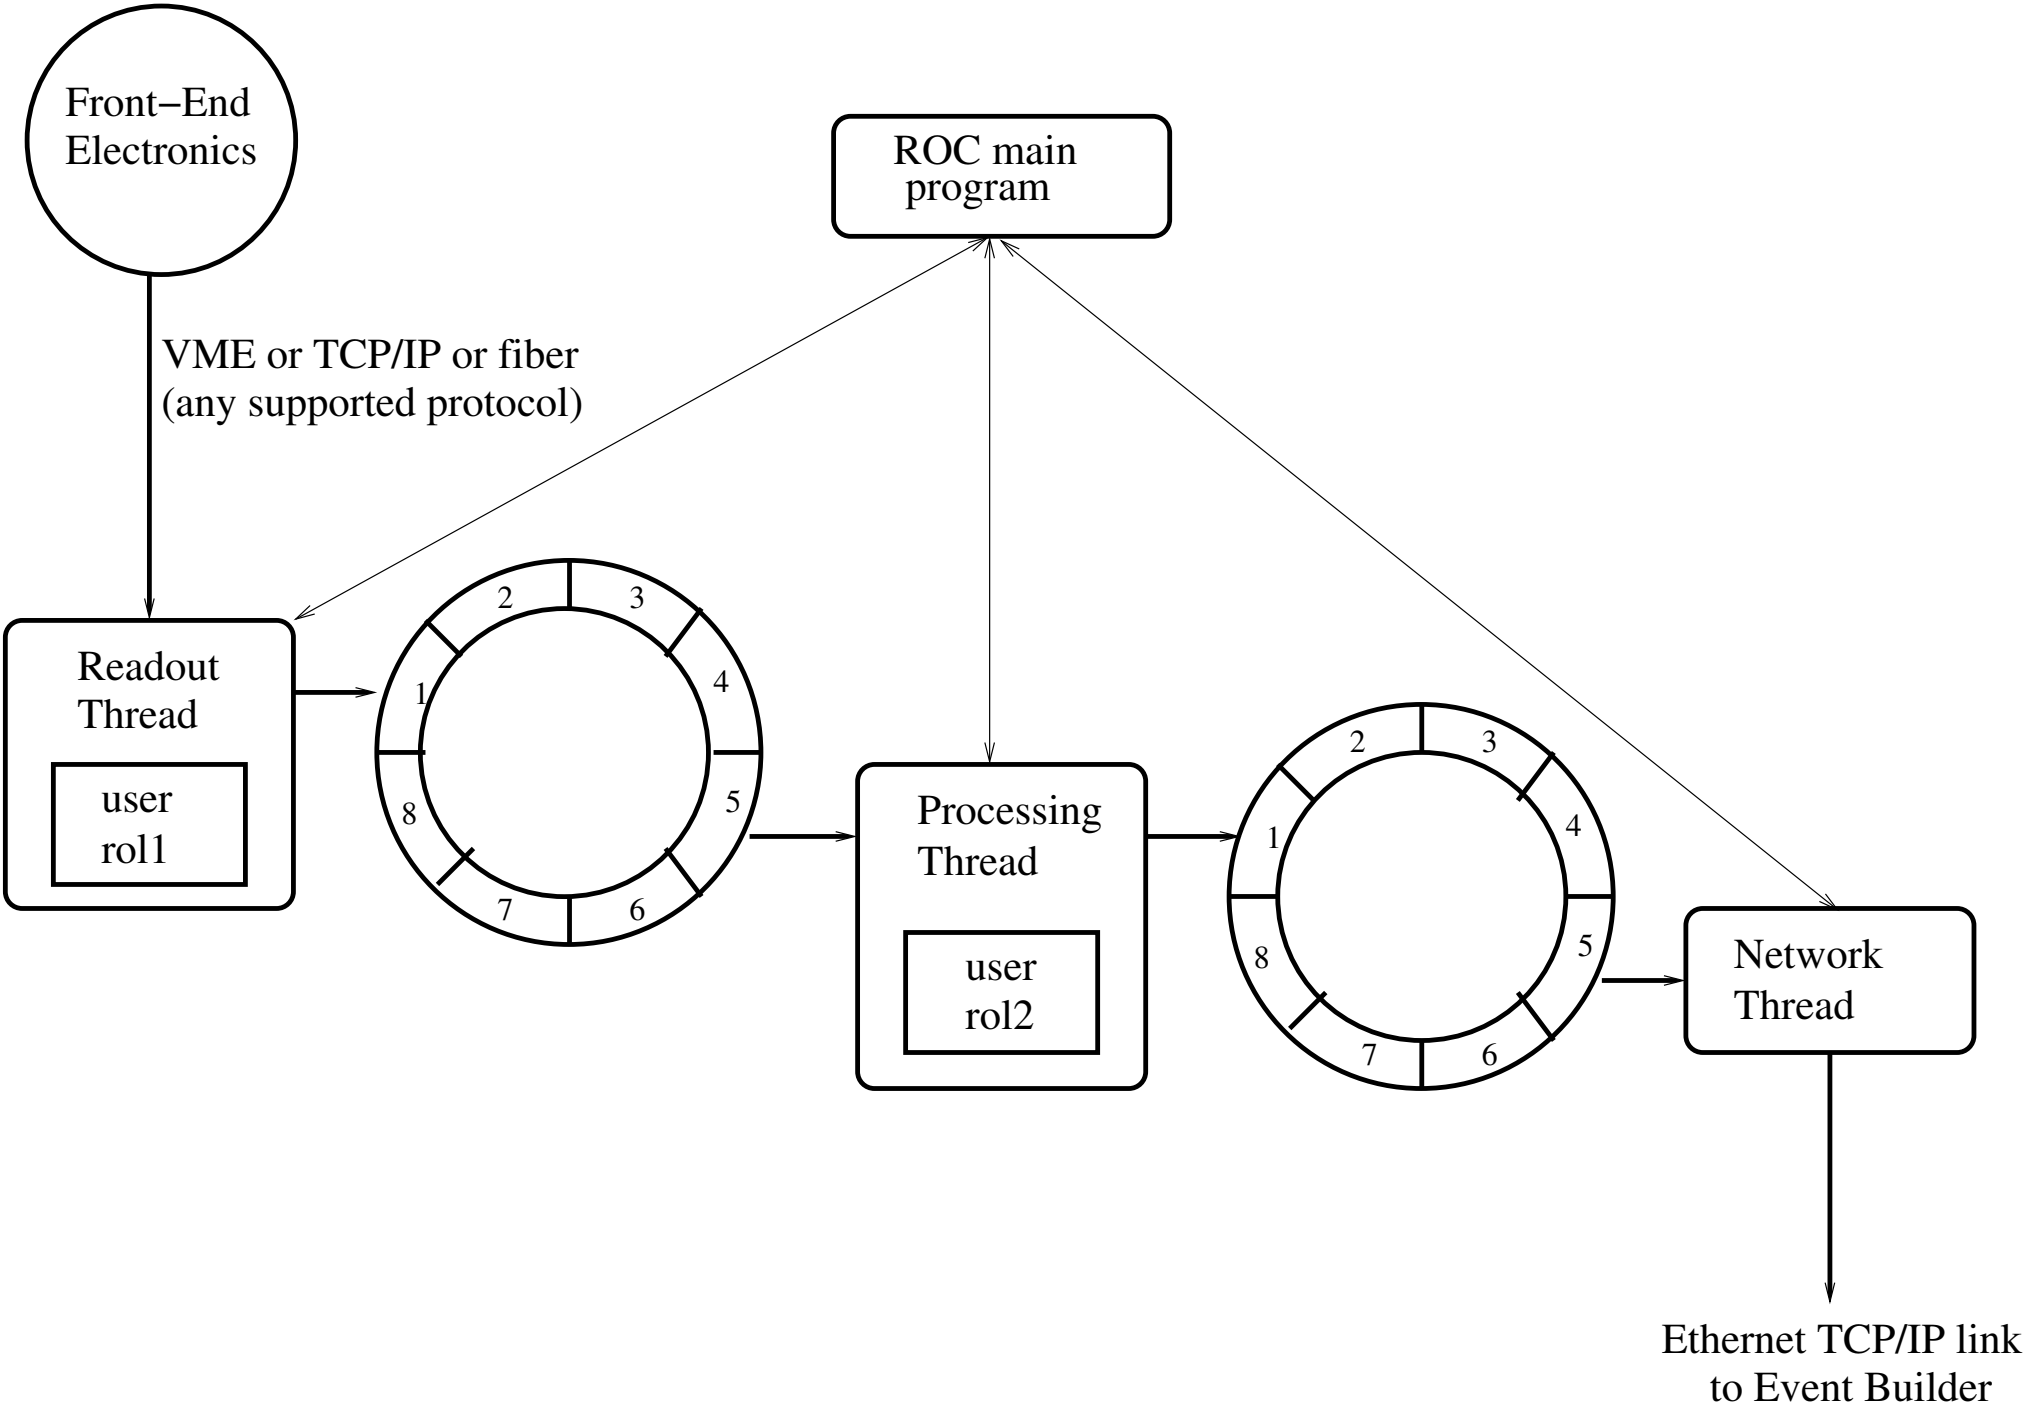 Front−End
Electronics
ROC main
program
VME or TCP/IP or fiber
(any supported protocol)
Readout
Thread
user
rol1
2
3
1
4
8
5
7
6
Processing
Thread
user
rol2
2
3
1
4
8
5
7
6
Network
Thread
Ethernet TCP/IP link
to Event Builder